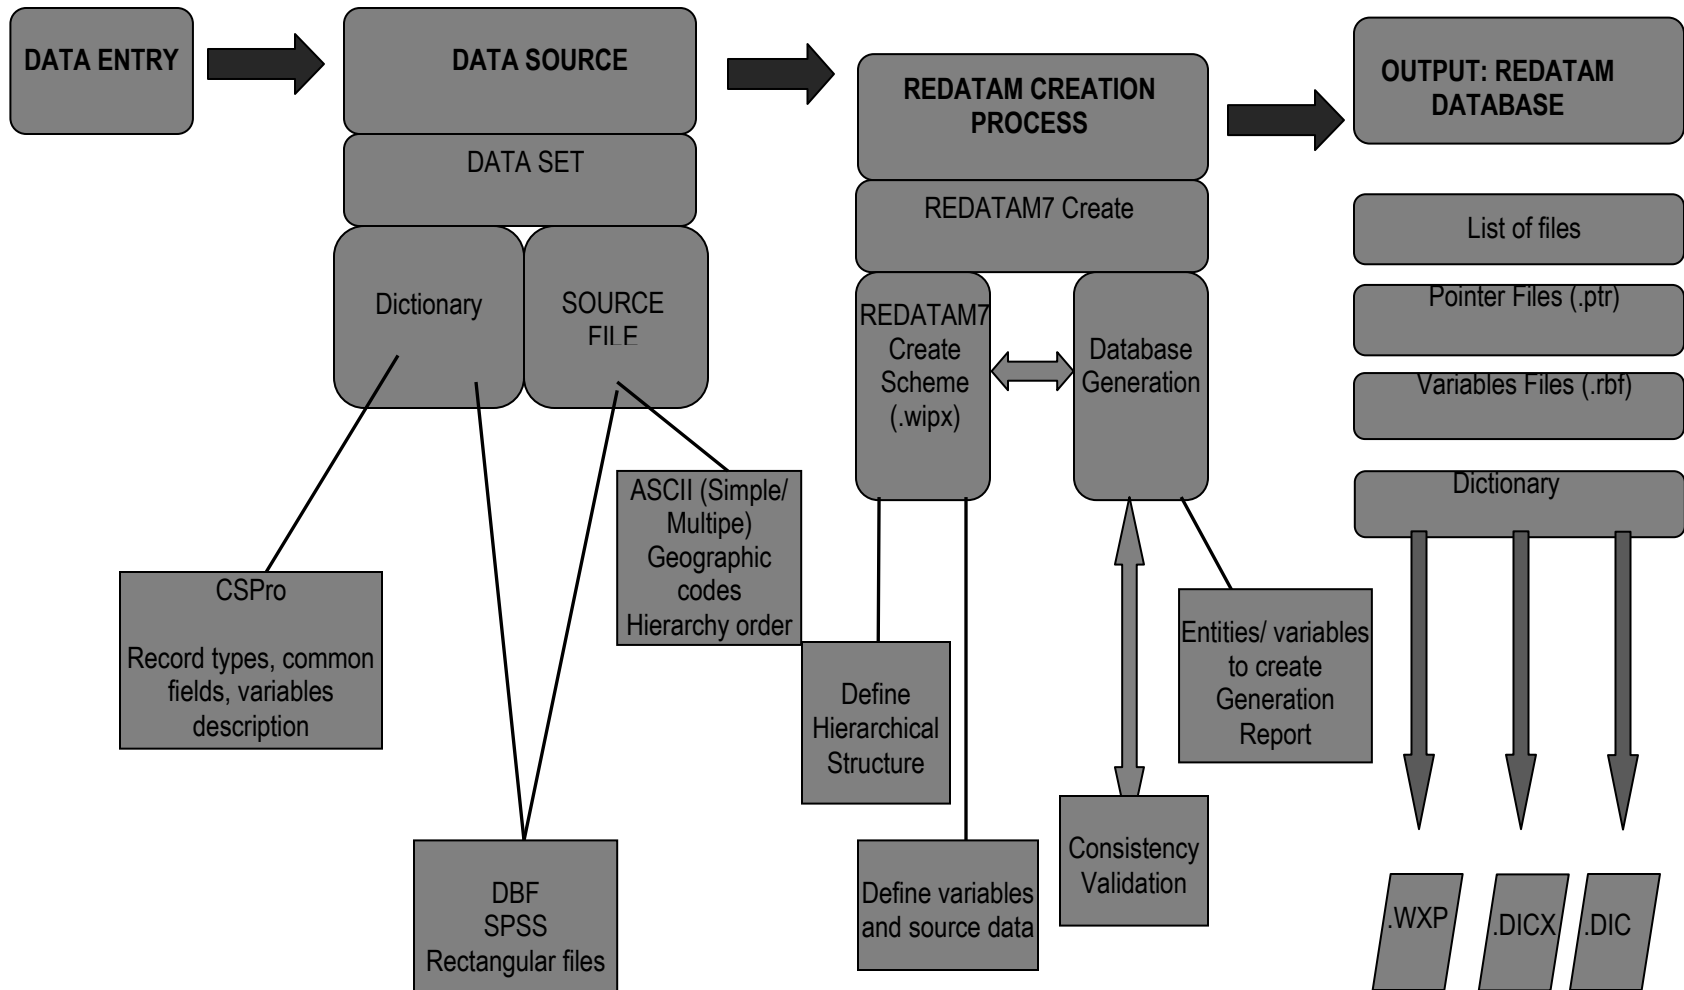 DATA ENTRY
DATA SOURCE
DATA SET
Dictionary
SOURCE
FILE
CSPro
Record types, common
fields, variables
description
DBF
SPSS
Rectangular files
ASCII (Simple/
Multipe)
Geographic
codes
Hierarchy order
REDATAM CREATION
PROCESS
REDATAM7 Create
REDATAM7
Create
Scheme
(.wipx)
Database
Generation
Define
Hierarchical
Structure
Define variables
and source data
Consistency
Validation
Entities/ variables
to create
Generation
Report
OUTPUT: REDATAM
DATABASE
List of files
Pointer Files (.ptr)
Variables Files (.rbf)
Dictionary
.WXP
.DICX
.DIC